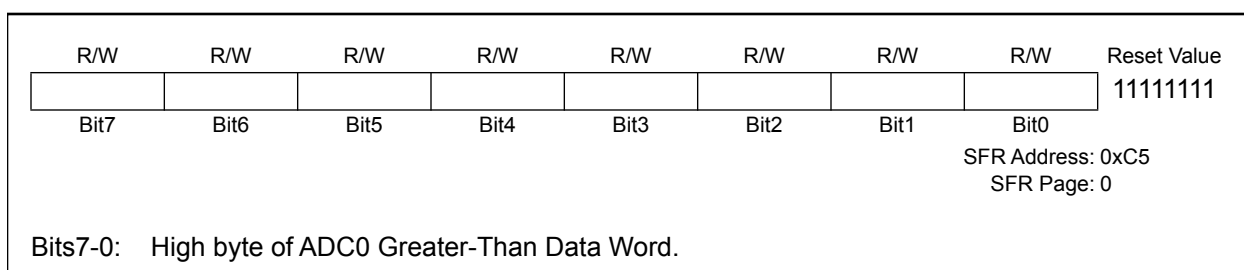 R/W R/W R/W R/W R/W R/W R/W R/W Reset Value
11111111
Bit7 Bit6 Bit5 Bit4 Bit3 Bit2 Bit1 Bit0
SFR Address: 0xC5
SFR Page: 0
Bits7-0: High byte of ADC0 Greater-Than Data Word.